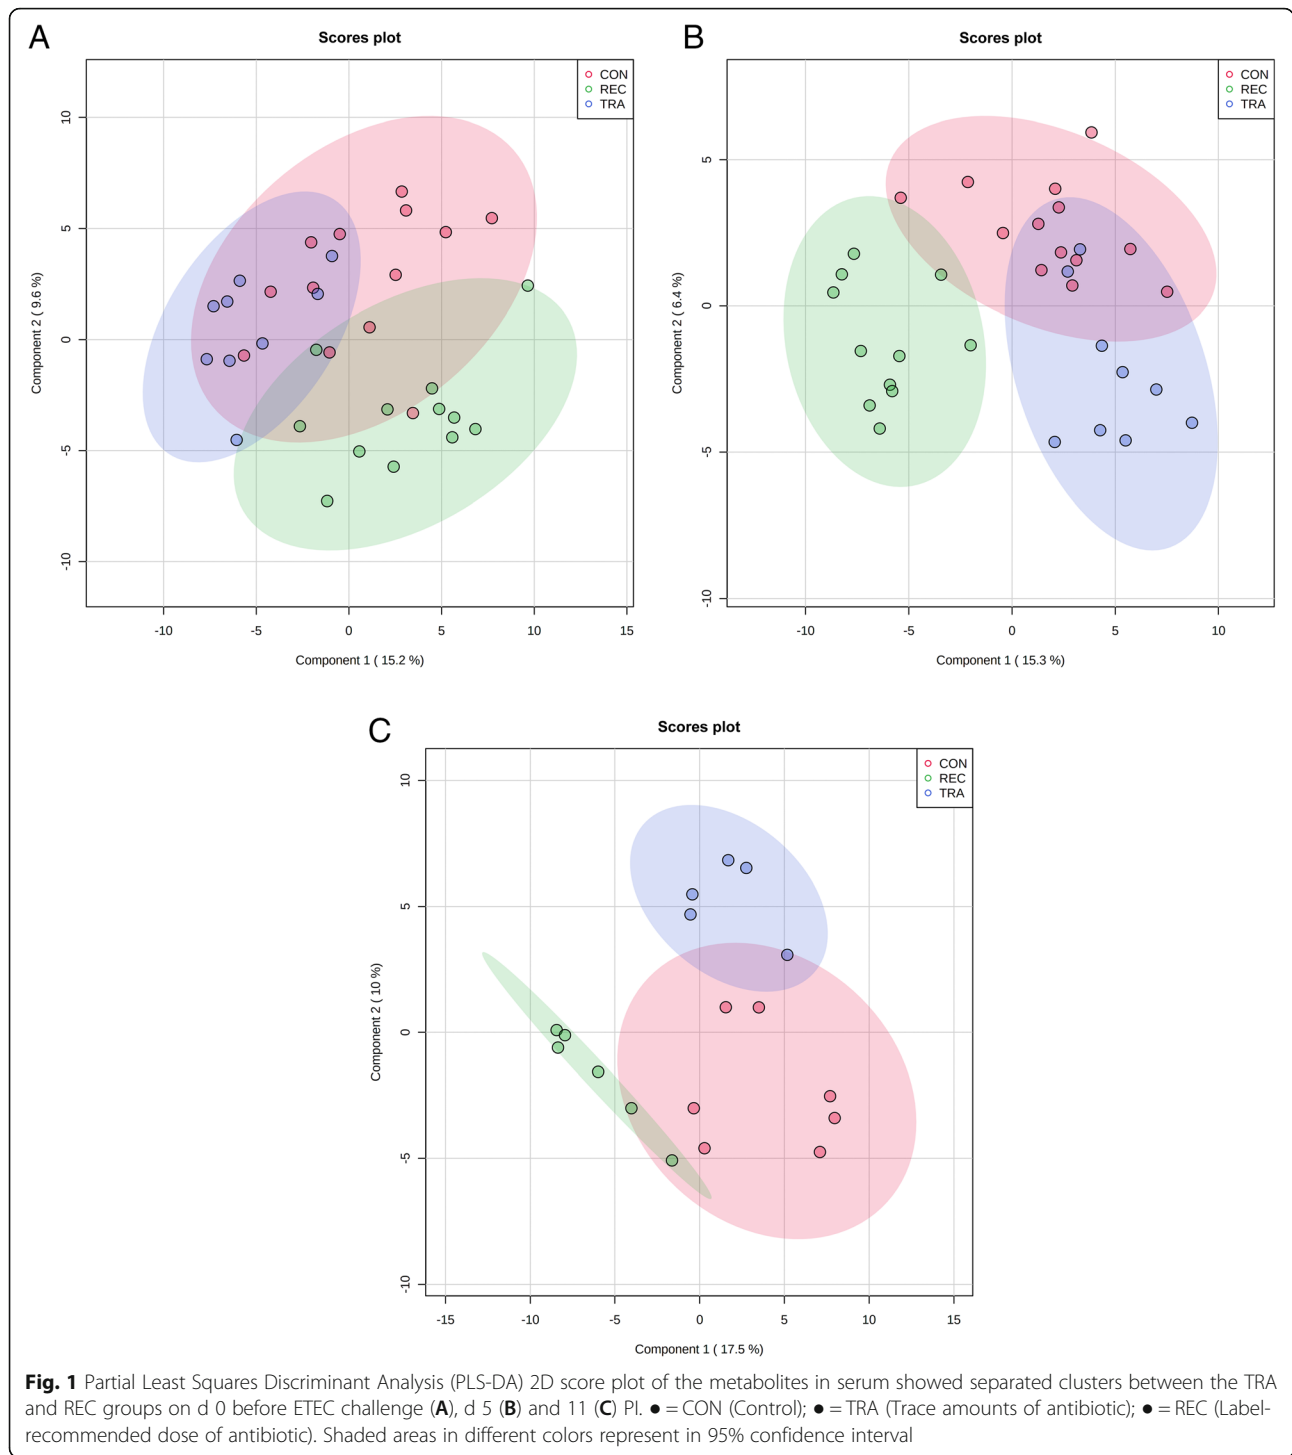 A
Scores plot
CON
REC
TRA
10
5
0
-5
-10
Component 2 ( 9.6 %)
-10 -5 0 5 10 15
Component 1 ( 15.2 %)
B
Scores plot
CON
REC
TRA
5
0
-5
-10
Component 2 ( 6.4 %)
-10 -5 0 5 10
Component 1 ( 15.3 %)
C
Scores plot
CON
REC
TRA
10
5
0
-5
-10
Component 2 ( 10 %)
-15 -10 -5 0 5 10 15
Component 1 ( 17.5 %)
Fig. 1 Partial Least Squares Discriminant Analysis (PLS-DA) 2D score plot of the metabolites in serum showed separated clusters between the TRA
and REC groups on d 0 before ETEC challenge (A), d 5 (B) and 11 (C) PI. ● = CON (Control); ● = TRA (Trace amounts of antibiotic); ● = REC (Label-
recommended dose of antibiotic). Shaded areas in different colors represent in 95% confidence interval